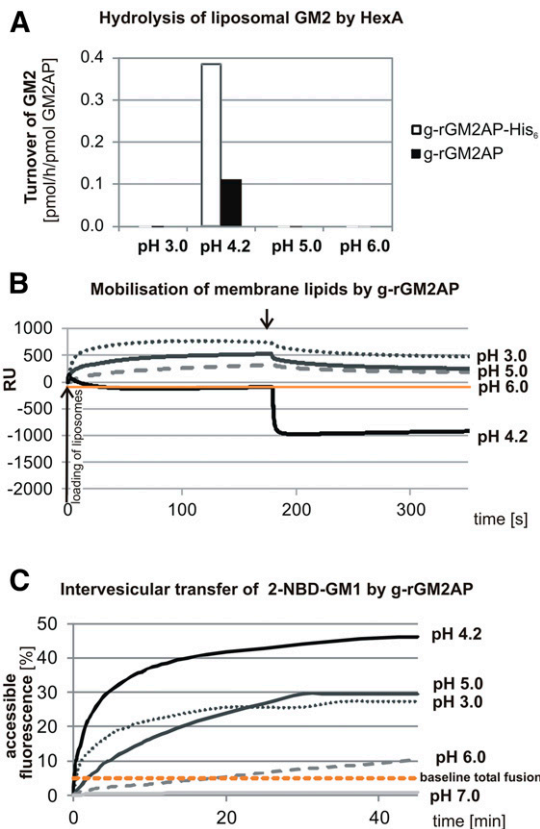 A
Hydrolysis of liposomal GM2 by HexA
Turnover of GM2
[pmol/h/pmol GM2AP]
0.4
0.3
0.2
0.1
0.0
pH 3.0 pH 4.2 pH 5.0 pH 6.0
g-rGM2AP-His₆
g-rGM2AP
B
Mobilisation of membrane lipids by g-rGM2AP
RU
1000
500
0
-500
-1000
-1500
-2000
loading of liposomes
0 100 200 300
time [s]
pH 3.0
pH 5.0
pH 6.0
pH 4.2
C
Intervesicular transfer of 2-NBD-GM1 by g-rGM2AP
accessible
fluorescence [%]
50
40
30
20
10
0
0 20 40
time [min]
pH 4.2
pH 5.0
pH 3.0
pH 6.0
baseline total fusion
pH 7.0